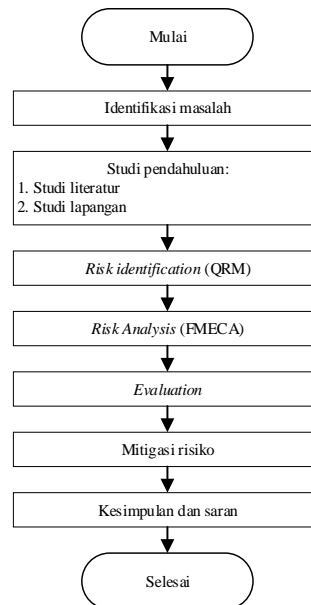 Mulai
Identifikasi masalah
Studi pendahuluan:
1. Studi literatur
2. Studi lapangan
Risk identification (QRM)
Risk Analysis (FMECA)
Evaluation
Mitigasi risiko
Kesimpulan dan saran
Selesai